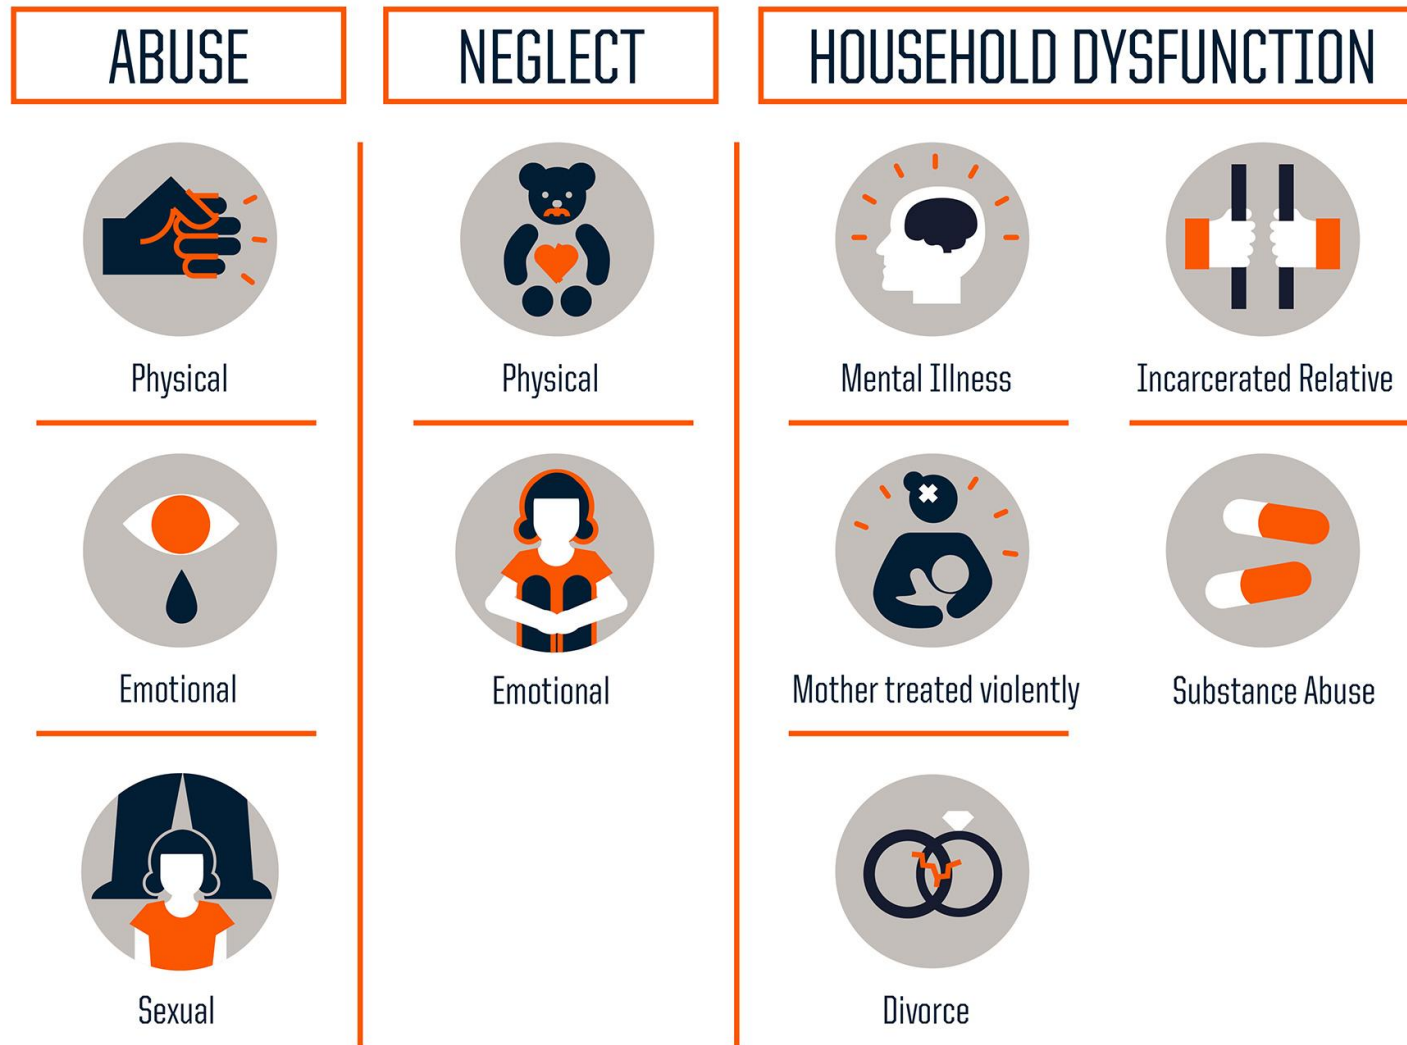 ABUSE
Physical
Emotional
Sexual
NEGLECT
Physical
Emotional
HOUSEHOLD DYSFUNCTION
Mental Illness
Incarcerated Relative
Mother treated violently
Substance Abuse
Divorce